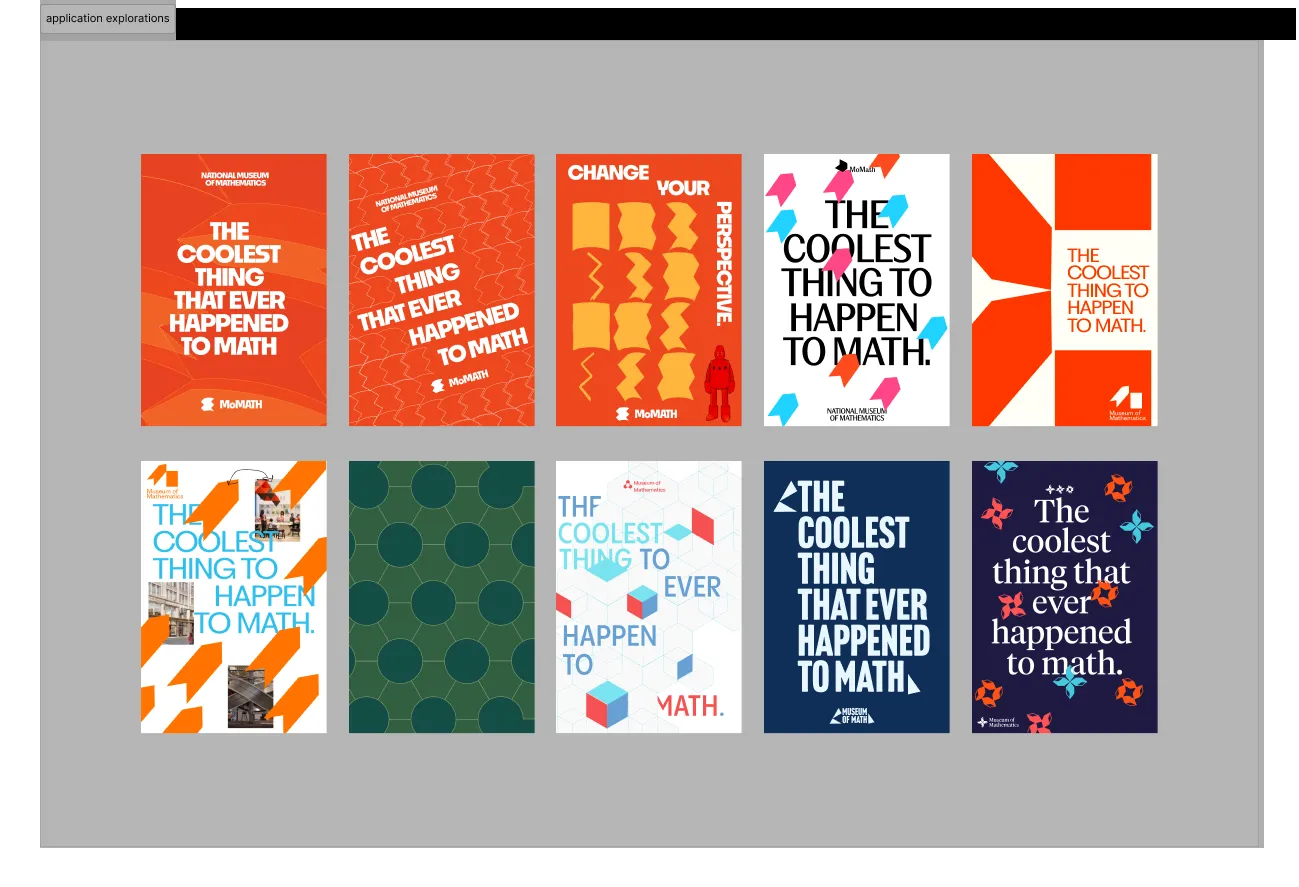 application explorations
NATIONAL MUSEUM
OF MATHEMATICS
THE
COOLEST
THING
THAT EVER
HAPPENED
TO MATH
MoMATH
NATIONAL MUSEUM
OF MATHEMATICS
THE
COOLEST
THING
THAT EVER
HAPPENED
TO MATH
MoMATH
CHANGE
YOUR
PERSPECTIVE.
MoMATH
MoMath
THE
COOLEST
THING TO
HAPPEN
TO MATH.
NATIONAL MUSEUM
OF MATHEMATICS
THE
COOLEST
THING TO
HAPPEN
TO MATH.
Museum of
Mathematics
Museum of
Mathematics
THE
COOLEST
THING TO
HAPPEN
TO MATH.
Museum of
Mathematics
THE
COOLEST
THING TO
EVER
HAPPEN
TO
MATH.
THE
COOLEST
THING
THAT EVER
HAPPENED
TO MATH
MUSEUM
OF MATH
The
coolest
thing that
ever
happened
to math.
Museum of
Mathematics